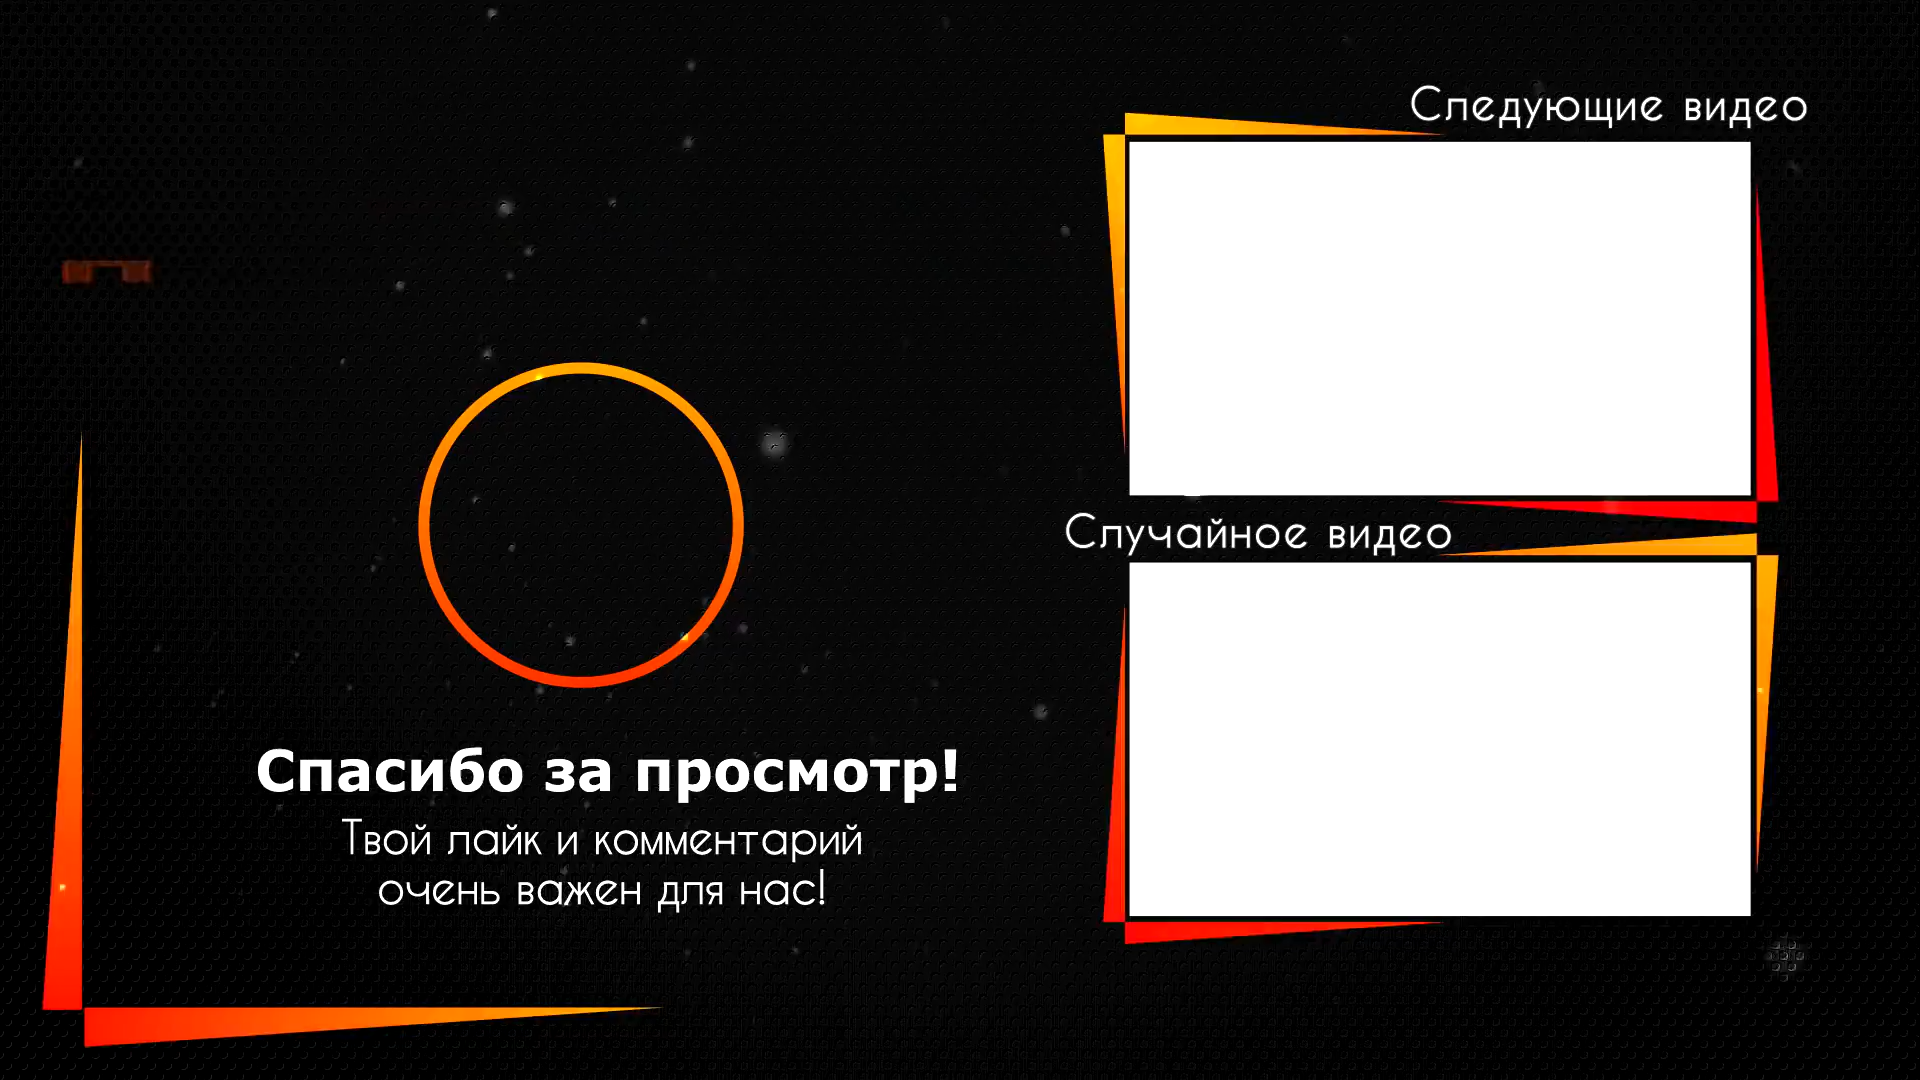 Следующие видео
Случайное видео
Спасибо за просмотр!
Твой лайк и комментарий
очень важен для нас!